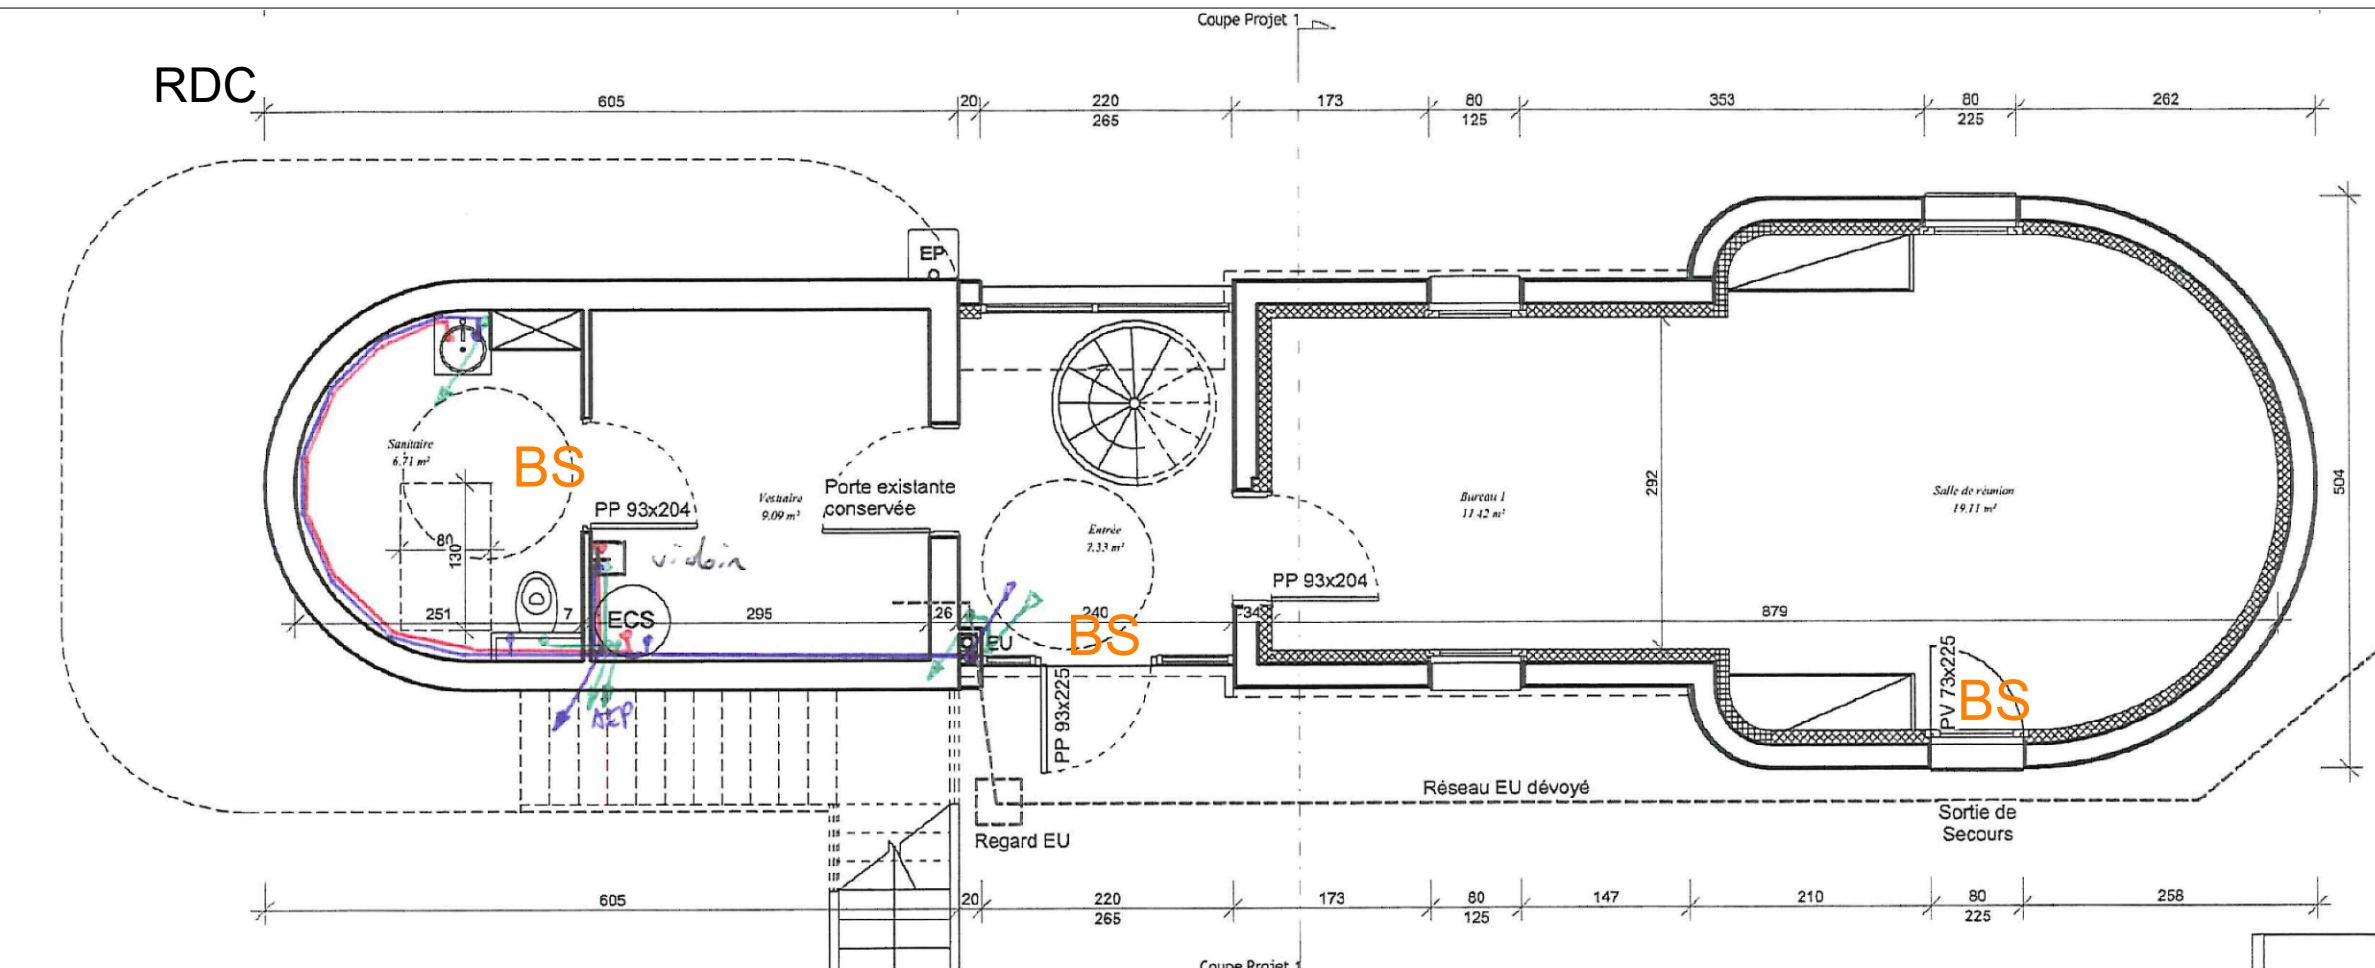 Coupe Projet 1
RDC
605
20
220
173
80
353
80
262
265
125
225
EP
504
292
Sanitaire
6.71 m²
BS
PP 93x204
Vestiaire
9.09 m²
Porte existante
conservée
Entrée
7.33 m²
Bureau 1
11.42 m²
Salle de réunion
19.11 m²
80
130
vidoir
PP 93x204
251
7
ECS
295
26
240
34
879
EU
BS
PP 93x225
PV 73x225
BS
AEP
Réseau EU dévoyé
Regard EU
Sortie de
Secours
605
20
220
173
80
147
210
80
258
265
125
225
Coupe Projet 1